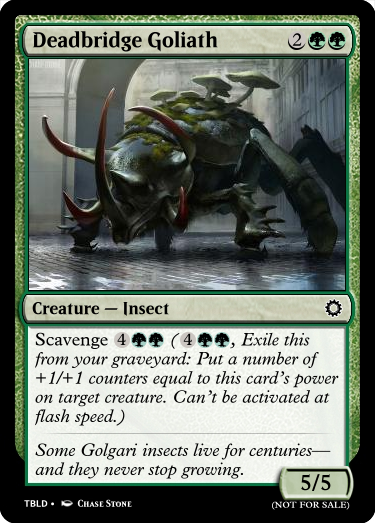 Deadbridge Goliath 2
Creature — Insect
Scavenge 4 ( 4 , Exile this
from your graveyard: Put a number of
+1/+1 counters equal to this card's power
on target creature. Can't be activated at
flash speed.)
Some Golgari insects live for centuries—
and they never stop growing.
5/5
TBLD • Chase Stone
(NOT FOR SALE)